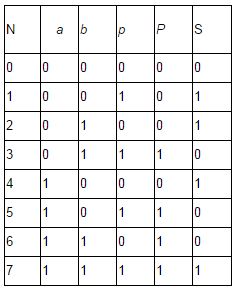 N a b p P S
0 0 0 0 0 0
1 0 0 1 0 1
2 0 1 0 0 1
3 0 1 1 1 0
4 1 0 0 0 1
5 1 0 1 1 0
6 1 1 0 1 0
7 1 1 1 1 1